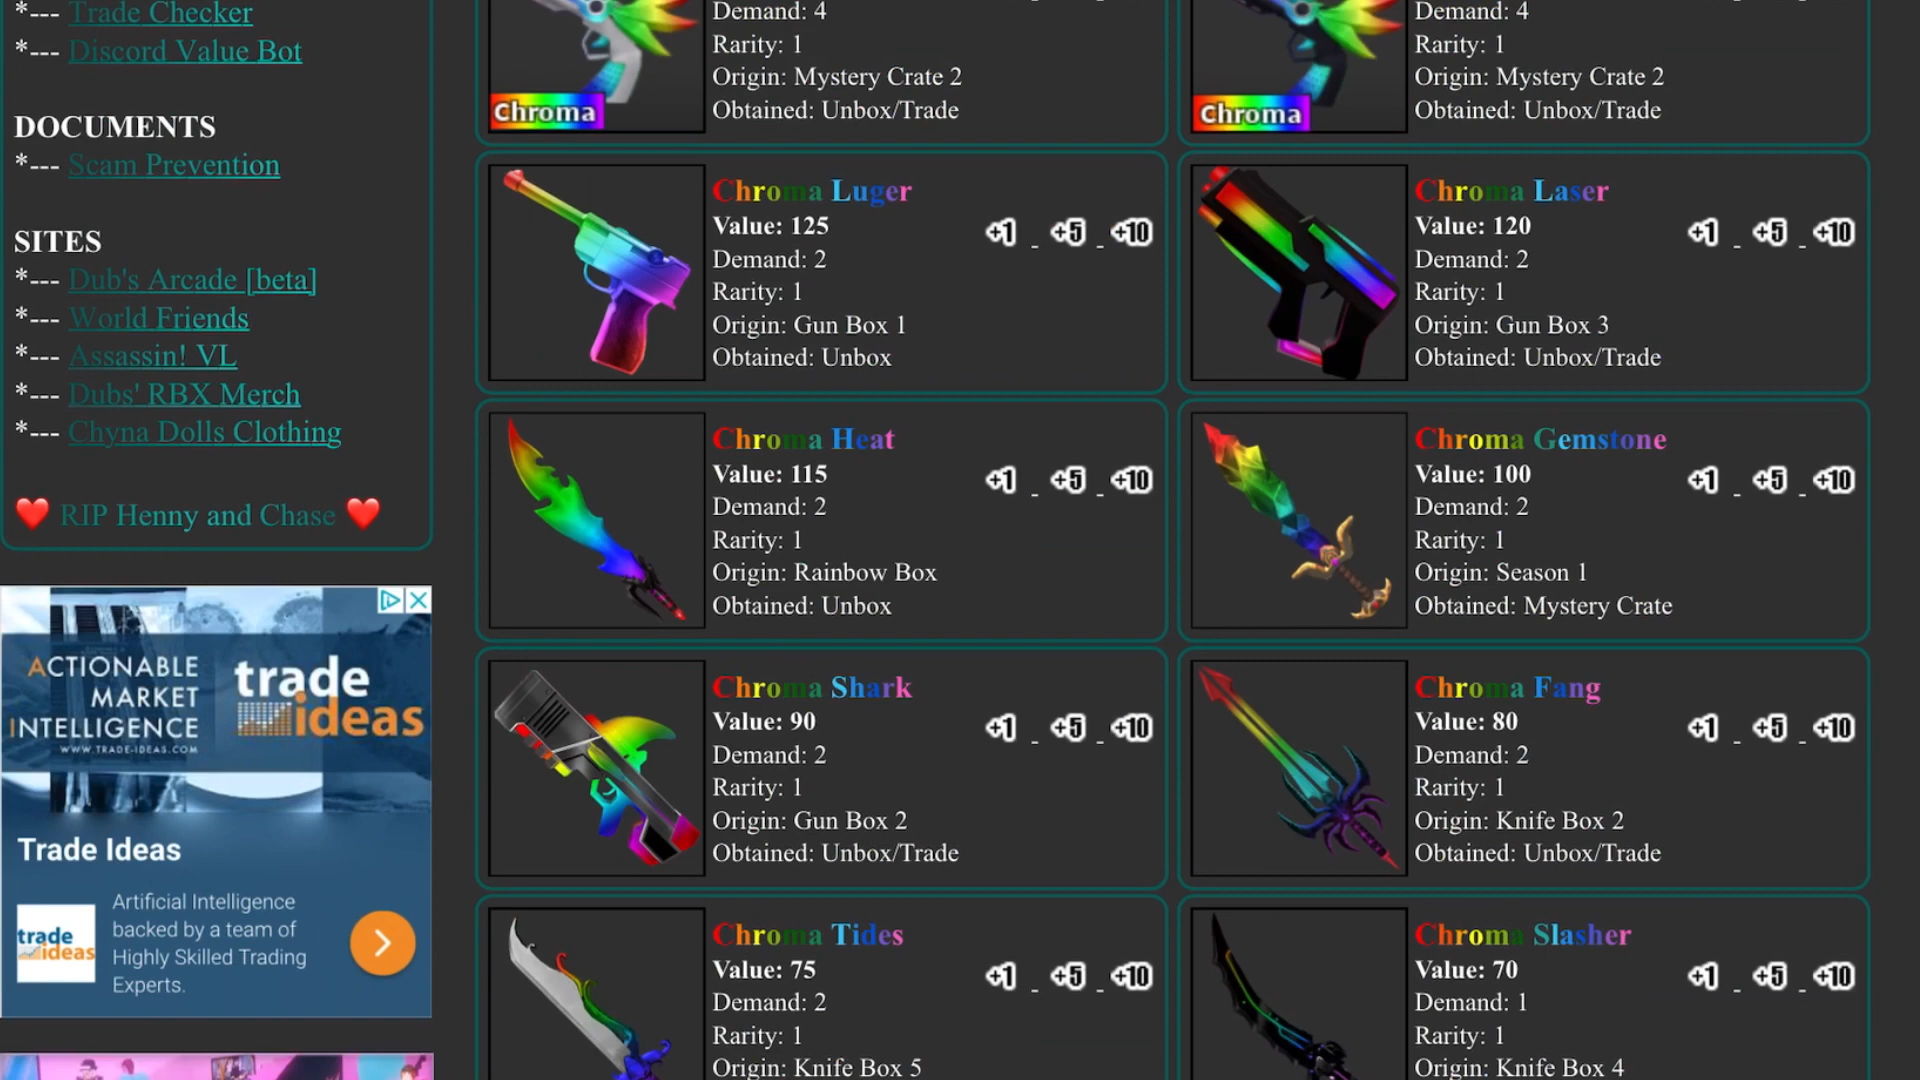 *--- Trade Checker
*--- Discord Value Bot
DOCUMENTS
*--- Scam Prevention
SITES
*--- Dub's Arcade [beta]
*--- World Friends
*--- Assassin! VL
*--- Dubs' RBX Merch
*--- Chyna Dolls Clothing
❤️ RIP Henny and Chase ❤️
ACTIONABLE
MARKET
INTELLIGENCE
WWW.TRADE-IDEAS.COM
trade
ideas
Trade Ideas
trade
ideas
Artificial Intelligence
backed by a team of
Highly Skilled Trading
Experts.
Chroma
Demand: 4
Rarity: 1
Origin: Mystery Crate 2
Obtained: Unbox/Trade
Chroma
Demand: 4
Rarity: 1
Origin: Mystery Crate 2
Obtained: Unbox/Trade
Chroma Luger
Value: 125
+1 - +5 - +10
Demand: 2
Rarity: 1
Origin: Gun Box 1
Obtained: Unbox
Chroma Laser
Value: 120
+1 - +5 - +10
Demand: 2
Rarity: 1
Origin: Gun Box 3
Obtained: Unbox/Trade
Chroma Heat
Value: 115
+1 - +5 - +10
Demand: 2
Rarity: 1
Origin: Rainbow Box
Obtained: Unbox
Chroma Gemstone
Value: 100
+1 - +5 - +10
Demand: 2
Rarity: 1
Origin: Season 1
Obtained: Mystery Crate
Chroma Shark
Value: 90
+1 - +5 - +10
Demand: 2
Rarity: 1
Origin: Gun Box 2
Obtained: Unbox/Trade
Chroma Fang
Value: 80
+1 - +5 - +10
Demand: 2
Rarity: 1
Origin: Knife Box 2
Obtained: Unbox/Trade
Chroma Tides
Value: 75
+1 - +5 - +10
Demand: 2
Rarity: 1
Origin: Knife Box 5
Chroma Slasher
Value: 70
+1 - +5 - +10
Demand: 1
Rarity: 1
Origin: Knife Box 4